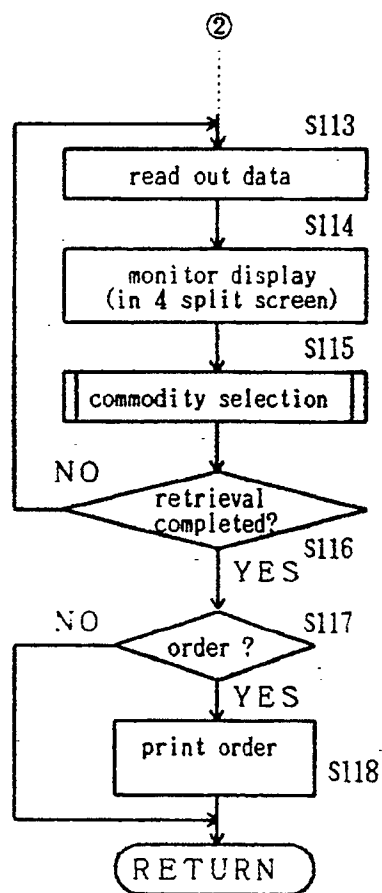 ②
S113
read out data
S114
monitor display
(in 4 split screen)
S115
commodity selection
NO
retrieval
completed?
S116
YES
NO
S117
order ?
YES
print order
S118
RETURN